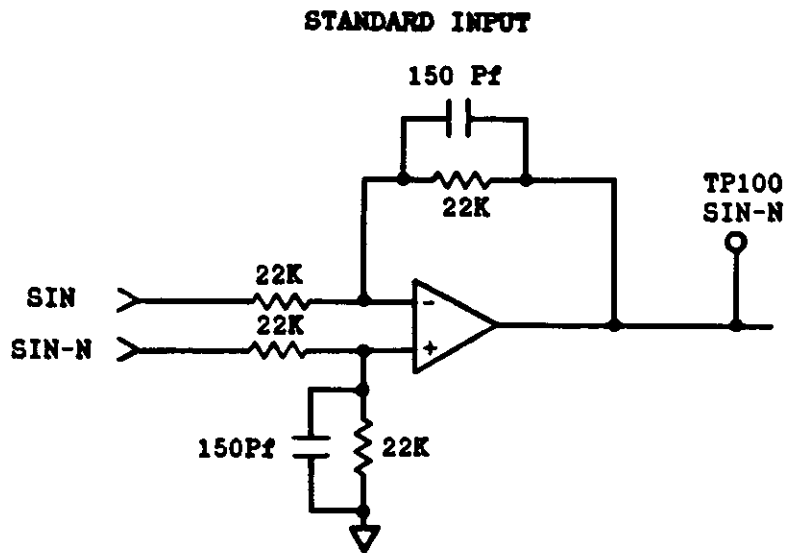 STANDARD INPUT
150 Pf
22K
TP100
SIN-N
22K
SIN
-
22K
SIN-N
+
150Pf
22K